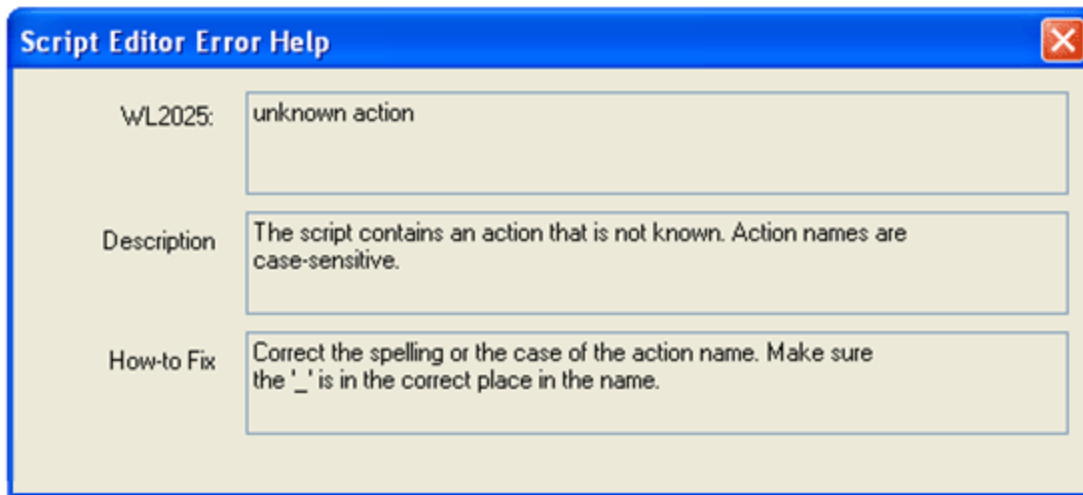 Script Editor Error Help
WL2025: unknown action
Description The script contains an action that is not known. Action names are
case-sensitive.
How-to Fix Correct the spelling or the case of the action name. Make sure
the '_' is in the correct place in the name.